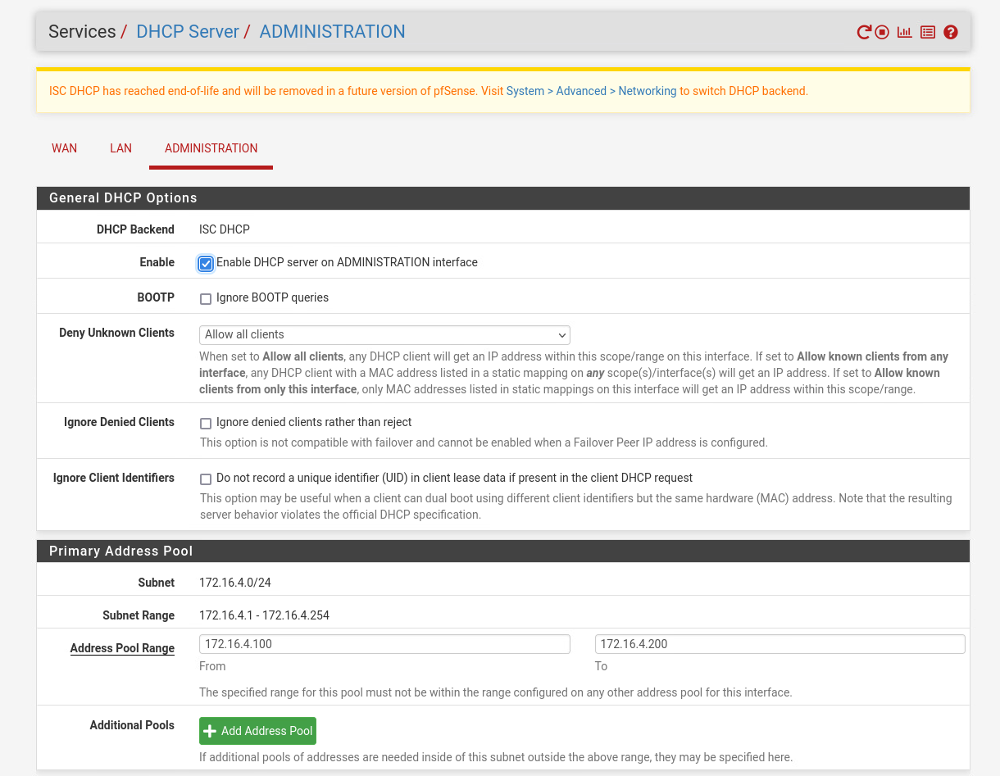 Services / DHCP Server / ADMINISTRATION
ISC DHCP has reached end-of-life and will be removed in a future version of pfSense. Visit System > Advanced > Networking to switch DHCP backend.
WAN LAN ADMINISTRATION
General DHCP Options
DHCP Backend ISC DHCP
Enable Enable DHCP server on ADMINISTRATION interface
BOOTP Ignore BOOTP queries
Deny Unknown Clients Allow all clients
When set to Allow all clients, any DHCP client will get an IP address within this scope/range on this interface. If set to Allow known clients from any
interface, any DHCP client with a MAC address listed in a static mapping on any scope(s)/interface(s) will get an IP address. If set to Allow known
clients from only this interface, only MAC addresses listed in static mappings on this interface will get an IP address within this scope/range.
Ignore Denied Clients Ignore denied clients rather than reject
This option is not compatible with failover and cannot be enabled when a Failover Peer IP address is configured.
Ignore Client Identifiers Do not record a unique identifier (UID) in client lease data if present in the client DHCP request
This option may be useful when a client can dual boot using different client identifiers but the same hardware (MAC) address. Note that the resulting
server behavior violates the official DHCP specification.
Primary Address Pool
Subnet 172.16.4.0/24
Subnet Range 172.16.4.1 - 172.16.4.254
Address Pool Range 172.16.4.100 172.16.4.200
From To
The specified range for this pool must not be within the range configured on any other address pool for this interface.
Additional Pools Add Address Pool
If additional pools of addresses are needed inside of this subnet outside the above range, they may be specified here.